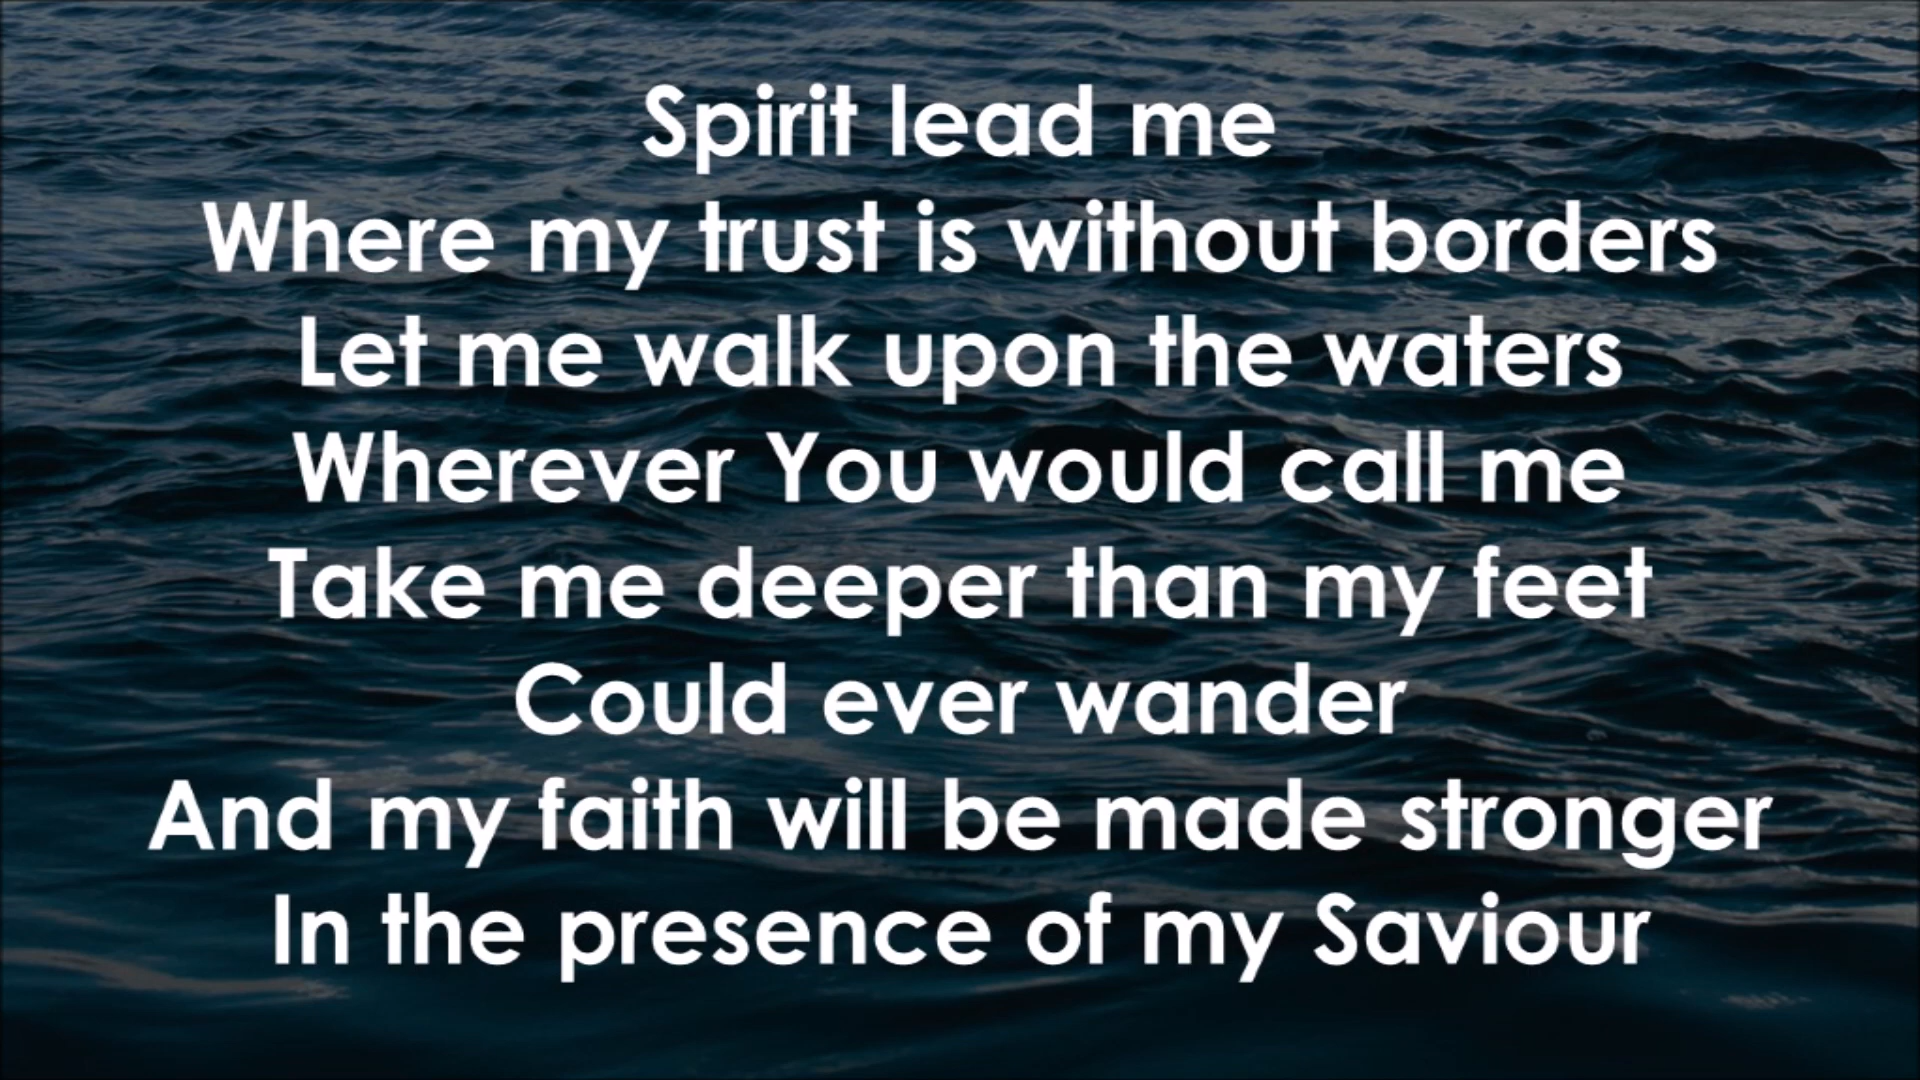 Spirit lead me
Where my trust is without borders
Let me walk upon the waters
Wherever You would call me
Take me deeper than my feet
Could ever wander
And my faith will be made stronger
In the presence of my Saviour